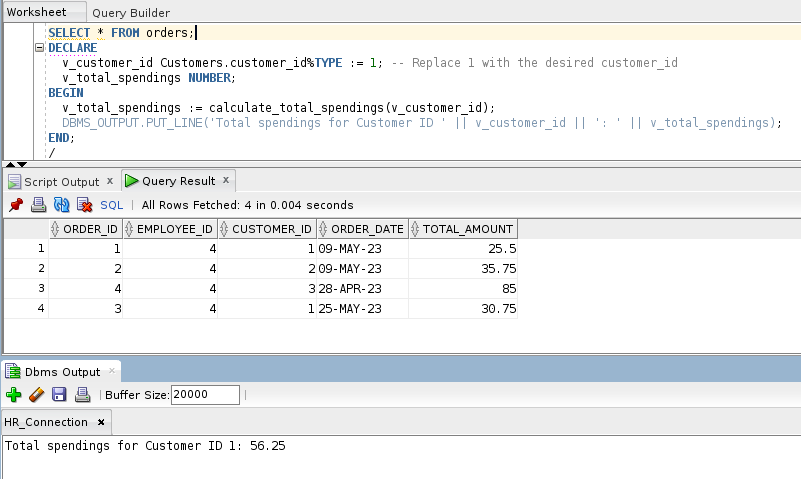 Worksheet Query Builder
SELECT * FROM orders;
DECLARE
v_customer_id Customers.customer_id%TYPE := 1; -- Replace 1 with the desired customer_id
v_total_spendings NUMBER;
BEGIN
v_total_spendings := calculate_total_spendings(v_customer_id);
DBMS_OUTPUT.PUT_LINE('Total spendings for Customer ID ' || v_customer_id || ': ' || v_total_spendings);
END;
/
Script Output x Query Result x
SQL | All Rows Fetched: 4 in 0.004 seconds
ORDER_ID EMPLOYEE_ID CUSTOMER_ID ORDER_DATE TOTAL_AMOUNT
1 1 4 1 09-MAY-23 25.5
2 2 4 2 09-MAY-23 35.75
3 4 4 3 28-APR-23 85
4 3 4 1 25-MAY-23 30.75
Dbms Output x
Buffer Size: 20000
HR_Connection x
Total spendings for Customer ID 1: 56.25